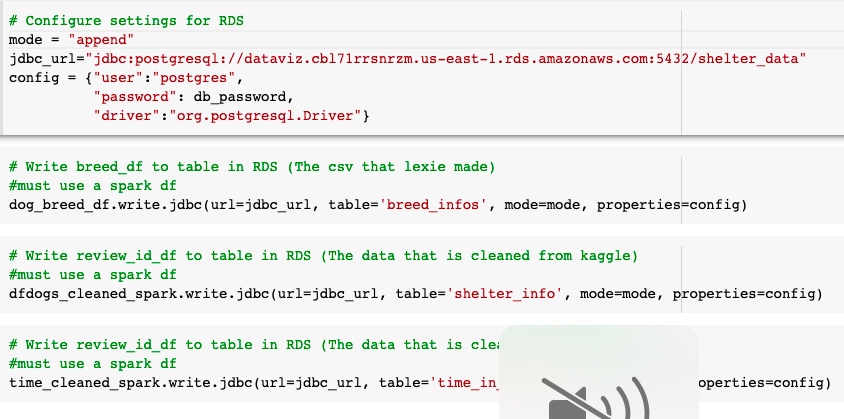 # Configure settings for RDS
mode = "append"
jdbc_url="jdbc:postgresql://dataviz.cbl71rrsnrzm.us-east-1.rds.amazonaws.com:5432/shelter_data"
config = {"user":"postgres",
"password": db_password,
"driver":"org.postgresql.Driver"}
# Write breed_df to table in RDS (The csv that lexie made)
#must use a spark df
dog_breed_df.write.jdbc(url=jdbc_url, table='breed_infos', mode=mode, properties=config)
# Write review_id_df to table in RDS (The data that is cleaned from kaggle)
#must use a spark df
dfdogs_cleaned_spark.write.jdbc(url=jdbc_url, table='shelter_info', mode=mode, properties=config)
# Write review_id_df to table in RDS (The data that is clea
#must use a spark df
time_cleaned_spark.write.jdbc(url=jdbc_url, table='time_in_ operties=config)